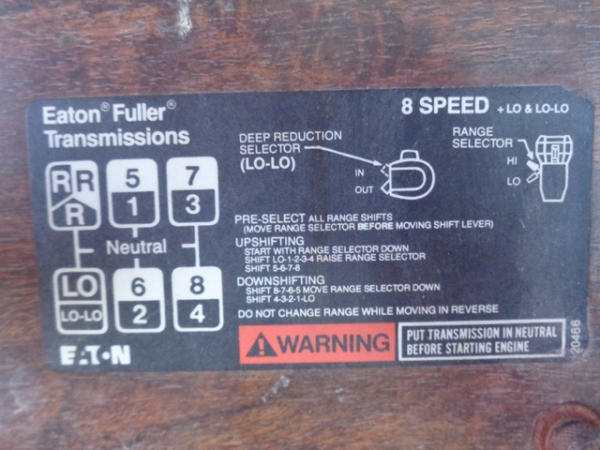 Eaton® Fuller®
Transmissions
8 SPEED + LO & LO-LO
DEEP REDUCTION
SELECTOR
(LO-LO)
IN
OUT
RANGE
SELECTOR
HI
LO
R R
R
5
1
7
3
Neutral
LO
LO-LO
6
2
8
4
PRE-SELECT ALL RANGE SHIFTS
(MOVE RANGE SELECTOR BEFORE MOVING SHIFT LEVER)
UPSHIFTING
START WITH RANGE SELECTOR DOWN
SHIFT LO-1-2-3-4 RAISE RANGE SELECTOR
SHIFT 5-6-7-8
DOWNSHIFTING
SHIFT 8-7-6-5 MOVE RANGE SELECTOR DOWN
SHIFT 4-3-2-1-LO
DO NOT CHANGE RANGE WHILE MOVING IN REVERSE
EATON
WARNING
PUT TRANSMISSION IN NEUTRAL
BEFORE STARTING ENGINE
20466